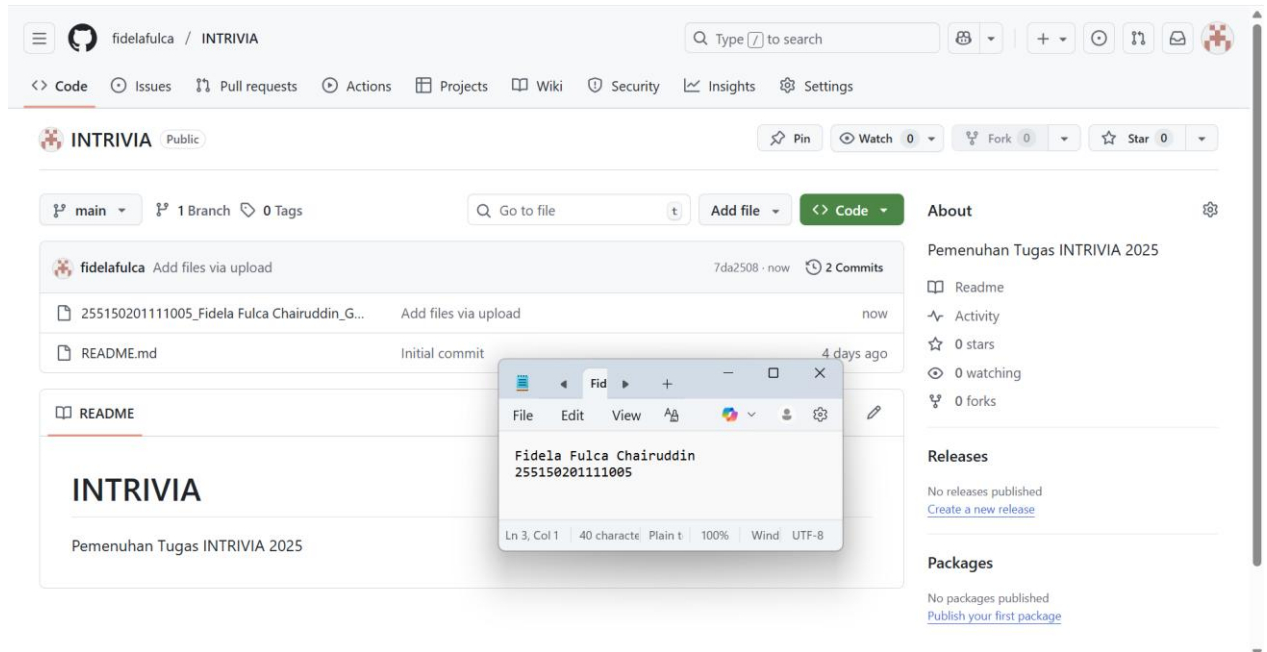 fidelafulca / INTRIVIA
Type / to search
Code Issues Pull requests Actions Projects Wiki Security Insights Settings
INTRIVIA Public
Pin Watch 0 Fork 0 Star 0
main 1 Branch 0 Tags
Go to file t Add file Code
fidelafulca Add files via upload 7da2508 · now 2 Commits
255150201111005_Fidela Fulca Chairuddin_G... Add files via upload now
README.md Initial commit 4 days ago
README
INTRIVIA
Pemenuhan Tugas INTRIVIA 2025
Fid
File Edit View
Fidela Fulca Chairuddin
255150201111005
Ln 3, Col 1 40 characte Plain t 100% Wind UTF-8
About
Pemenuhan Tugas INTRIVIA 2025
Readme
Activity
0 stars
0 watching
0 forks
Releases
No releases published
Create a new release
Packages
No packages published
Publish your first package